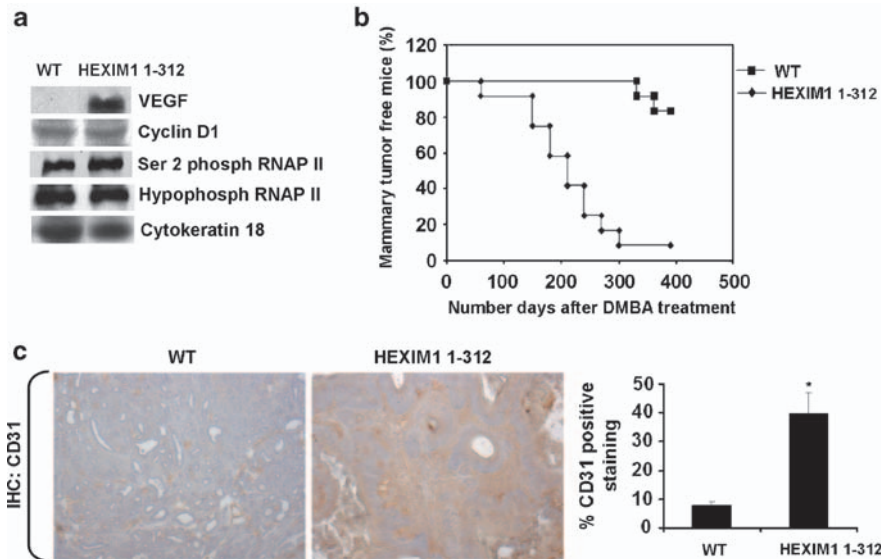 a
WT HEXIM1 1-312
VEGF
Cyclin D1
Ser 2 phosph RNAP II
Hypophosph RNAP II
Cytokeratin 18
b
Mammary tumor free mice (%)
120
100
80
60
40
20
0
0 100 200 300 400 500
Number days after DMBA treatment
WT
HEXIM1 1-312
c
WT HEXIM1 1-312
IHC: CD31
% CD31 positive
staining
50
40
30
20
10
0
*
WT HEXIM1 1-312